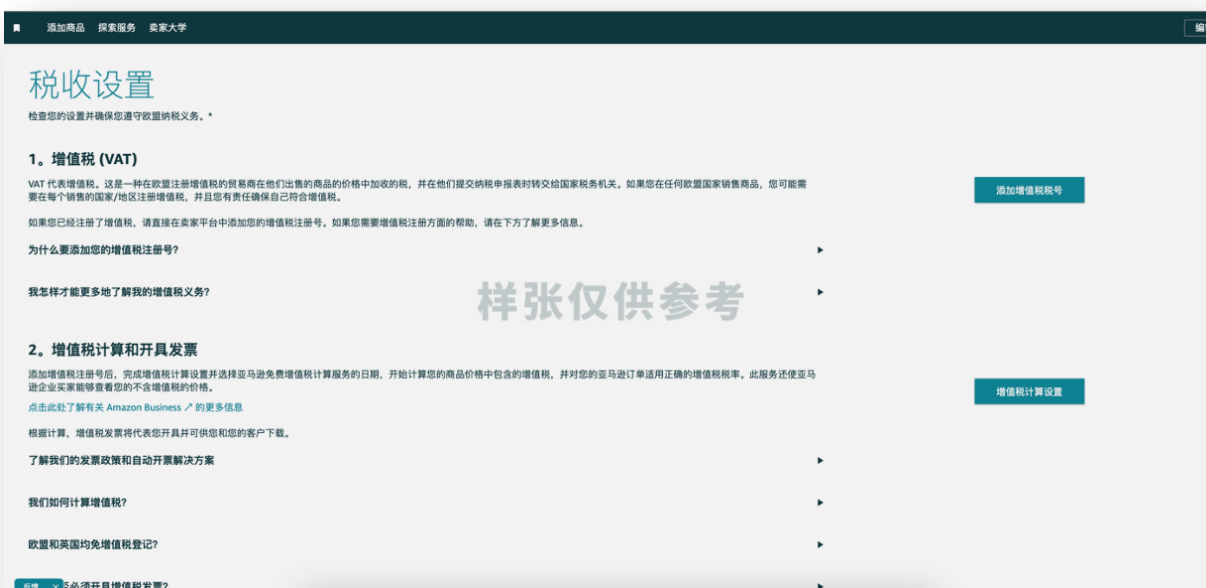 添加商品 探索服务 卖家大学
税收设置
检查您的设置并确保您遵守欧盟纳税义务。*
1。增值税 (VAT)
VAT 代表增值税。这是一种在欧盟注册增值税的贸易商在他们出售的商品的价格中加收的税，并在他们提交纳税申报表时转交给国家税务机关。如果您在任何欧盟国家销售商品，您可能需
要在每个销售的国家/地区注册增值税，并且您有责任确保自己符合增值税。
添加增值税税号
如果您已经注册了增值税，请直接在卖家平台中添加您的增值税注册号。如果您需要增值税注册方面的帮助，请在下方了解更多信息。
为什么要添加您的增值税注册号?
我怎样才能更多地了解我的增值税义务?
样张仅供参考
2。增值税计算和开具发票
添加增值税注册号后，完成增值税计算设置并选择亚马逊免费增值税计算服务的日期，开始计算您的商品价格中包含的增值税，并对您的亚马逊订单适用正确的增值税税率。此服务还使亚马
逊企业买家能够查看您的不含增值税的价格。
增值税计算设置
点击此处了解有关 Amazon Business ↗ 的更多信息
根据计算，增值税发票将代表您开具并可供您和您的客户下载。
了解我们的发票政策和自动开票解决方案
我们如何计算增值税?
欧盟和英国均免增值税登记?
必须开具增值税发票?